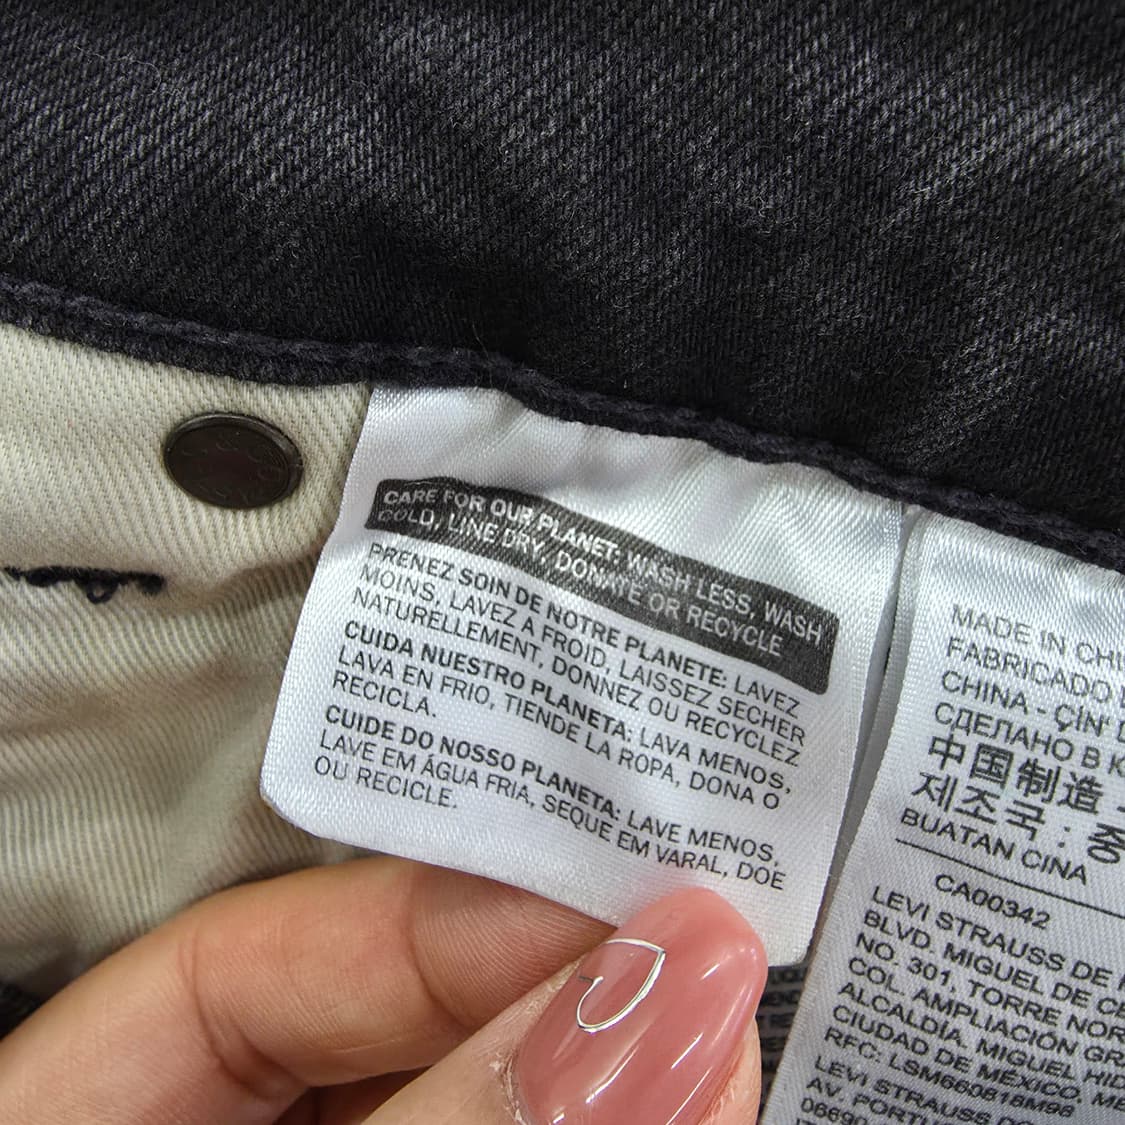 CARE FOR OUR PLANET: WASH LESS, WASH
COLD, LINE DRY, DONATE OR RECYCLE
PRENEZ SOIN DE NOTRE PLANETE: LAVEZ
MOINS, LAVEZ A FROID, LAISSEZ SECHER
NATURELLEMENT, DONNEZ OU RECYCLEZ
CUIDA NUESTRO PLANETA: LAVA MENOS,
LAVA EN FRIO, TIENDE LA ROPA, DONA O
RECICLA.
CUIDE DO NOSSO PLANETA: LAVE MENOS,
LAVE EM ÁGUA FRIA, SEQUE EM VARAL, DOE
OU RECICLE.
MADE IN
FABRICADO
CHINA - ÇİN'
СДЕЛАНО В
中国制造
제조국 : 중
BUATAN CINA
CA00342
LEVI STRAUSS DE
BLVD. MIGUEL DE
NO. 301, TORRE
COL. AMPLIACIÓN
ALCALDÍA. MIGUEL
CIUDAD DE MÉXICO,
RFC: LSM660818M98
LEVI STRAUSS
AV.